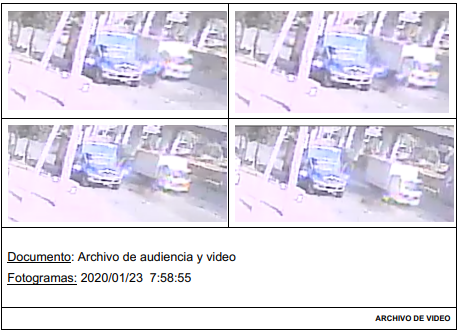 Documento: Archivo de audiencia y video
Fotogramas: 2020/01/23 7:58:55
ARCHIVO DE VIDEO